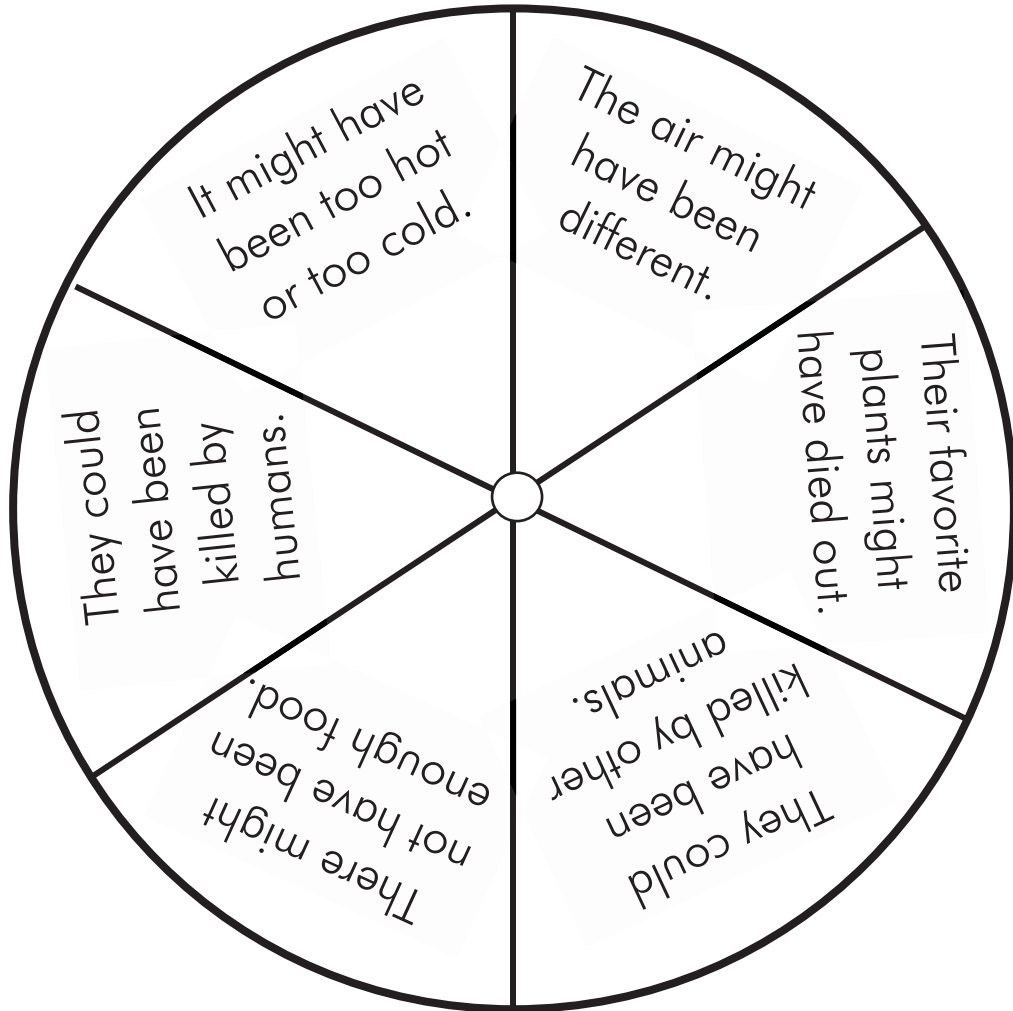 It might have
been too hot
or too cold.
The air might
have been
different.
Their favorite
plants might
have died out.
They could
have been
killed by other
animals.
There might
not have been
enough food.
They could
have been
killed by
humans.